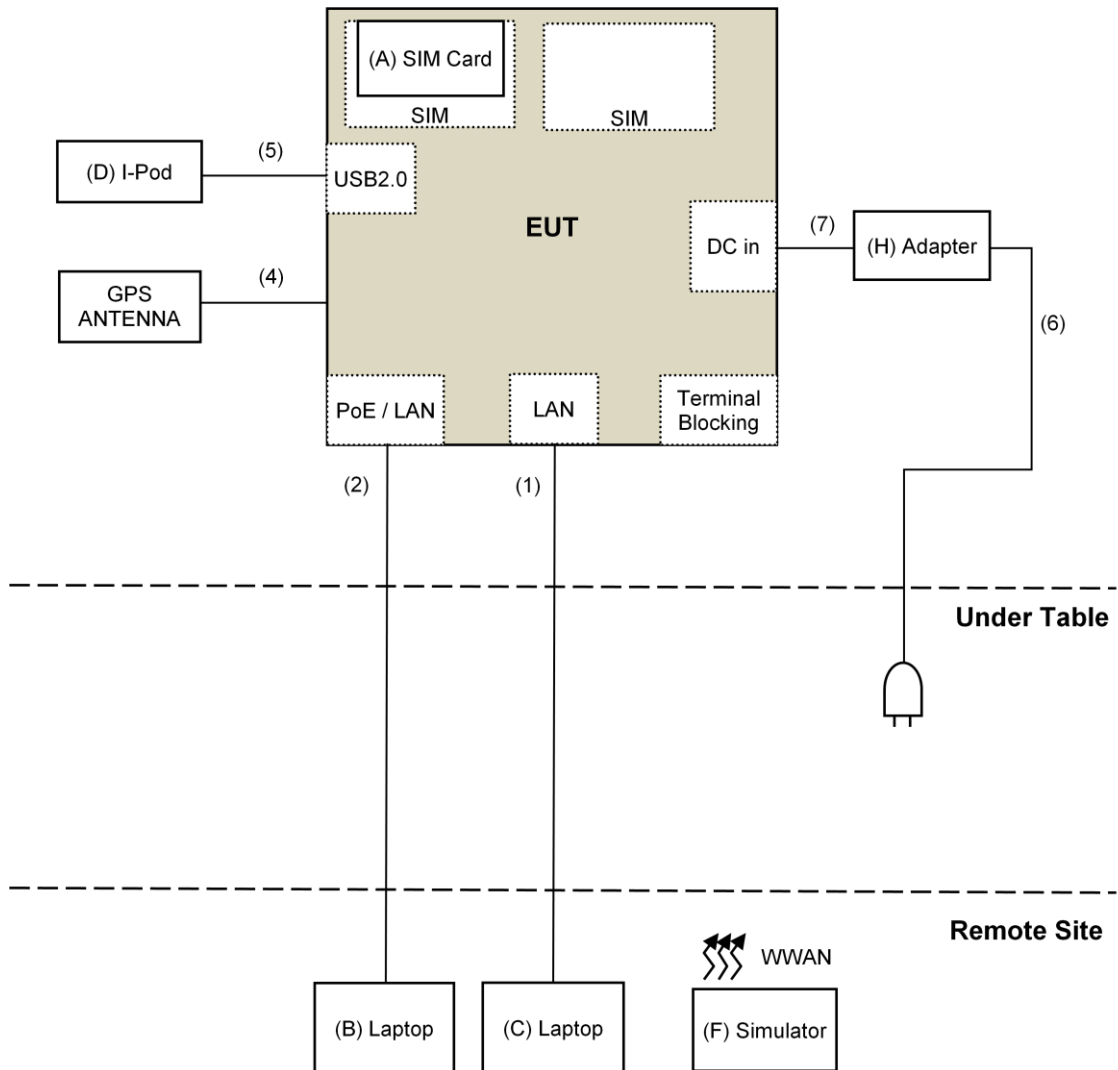 (A) SIM Card
SIM
SIM
(5)
(D) I-Pod
USB2.0
EUT
(7)
DC in
(H) Adapter
(4)
GPS
ANTENNA
(6)
PoE / LAN
LAN
Terminal
Blocking
(2)
(1)
Under Table
Remote Site
WWAN
(B) Laptop
(C) Laptop
(F) Simulator